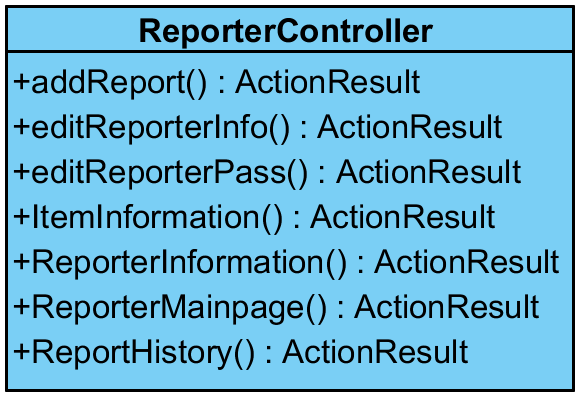 ReporterController
+addReport() : ActionResult
+editReporterInfo() : ActionResult
+editReporterPass() : ActionResult
+ItemInformation() : ActionResult
+ReporterInformation() : ActionResult
+ReporterMainpage() : ActionResult
+ReportHistory() : ActionResult